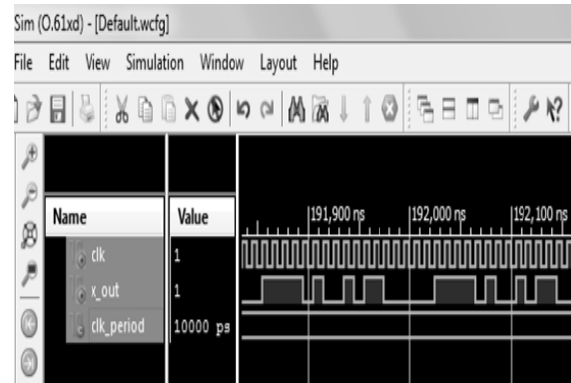 Sim (O.61xd) - [Default.wcfg]
File Edit View Simulation Window Layout Help
191,900 ns 192,000 ns 192,100 ns
Name Value
clk 1
x_out 1
clk_period 10000 ps